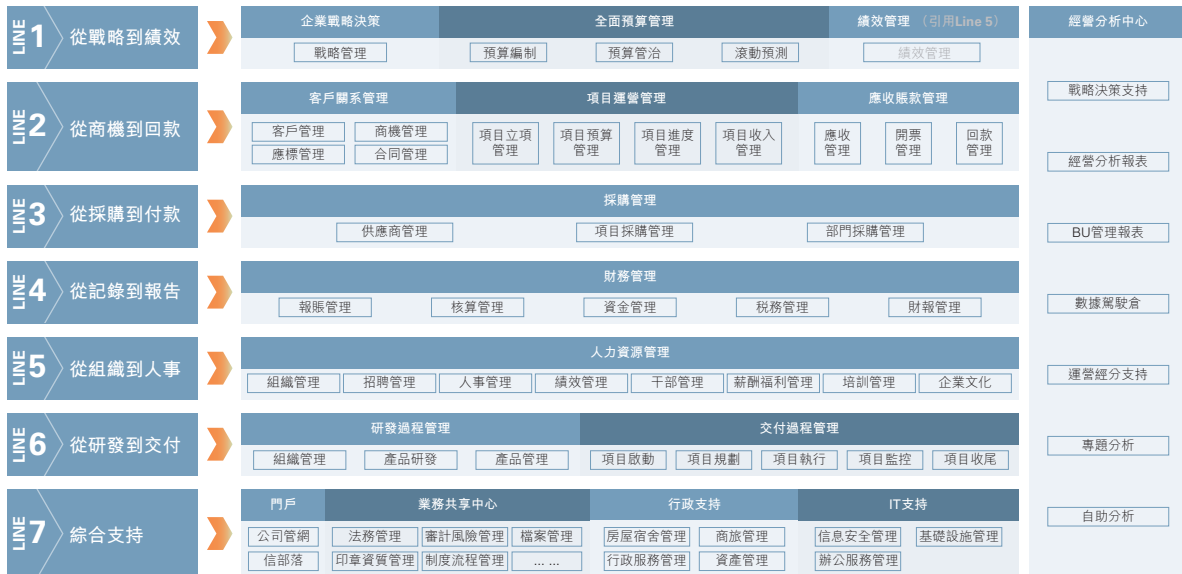 LINE 1 從戰略到績效
企業戰略決策 全面預算管理 績效管理 (引用Line 5)
戰略管理 預算編制 預算管治 滾動預測 績效管理
LINE 2 從商機到回款
客戶關系管理 項目運營管理 應收賬款管理
客戶管理 商機管理
應標管理 合同管理
項目立項
管理
項目預算
管理
項目進度
管理
項目收入
管理
應收
管理
開票
管理
回款
管理
LINE 3 從採購到付款
採購管理
供應商管理 項目採購管理 部門採購管理
LINE 4 從記錄到報告
財務管理
報賬管理 核算管理 資金管理 税務管理 財報管理
LINE 5 從組織到人事
人力資源管理
組織管理 招聘管理 人事管理 績效管理 干部管理 薪酬福利管理 培訓管理 企業文化
LINE 6 從研發到交付
研發過程管理 交付過程管理
組織管理 產品研發 產品管理 項目啟動 項目規劃 項目執行 項目監控 項目收尾
LINE 7 綜合支持
門戶 業務共享中心 行政支持 IT支持
公司管網 法務管理 審計風險管理 檔案管理 房屋宿舍管理 商旅管理 信息安全管理 基礎設施管理
信部落 印章資質管理 制度流程管理 ... ... 行政服務管理 資產管理 辦公服務管理
經營分析中心
戰略決策支持
經營分析報表
BU管理報表
數據駕駛倉
運營經分支持
專題分析
自助分析